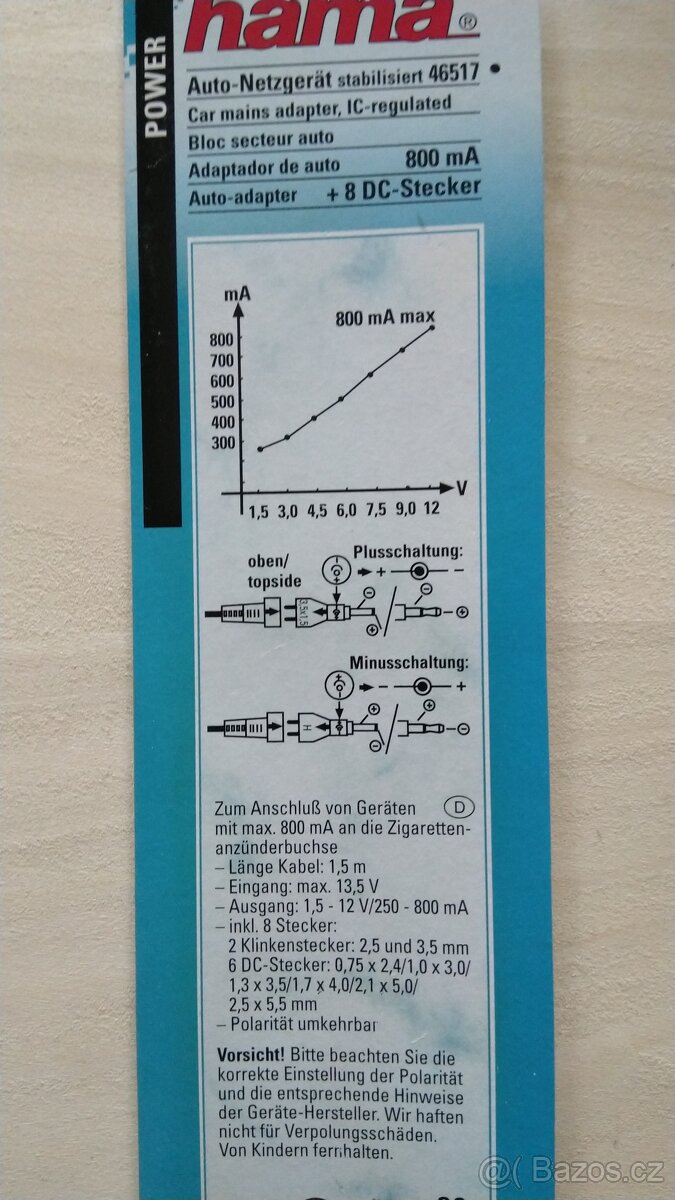 POWER
hama®
Auto-Netzgerät stabilisiert 46517 •
Car mains adapter, IC-regulated
Bloc secteur auto
Adaptador de auto 800 mA
Auto-adapter + 8 DC-Stecker
mA
800 mA max
800
700
600
500
400
300
V
1,5 3,0 4,5 6,0 7,5 9,0 12
oben/
topside
Plusschaltung:
+ −
3,5x1,5
Minusschaltung:
− +
H
Zum Anschluß von Geräten D
mit max. 800 mA an die Zigaretten-
anzünderbuchse
– Länge Kabel: 1,5 m
– Eingang: max. 13,5 V
– Ausgang: 1,5 - 12 V/250 - 800 mA
– inkl. 8 Stecker:
2 Klinkenstecker: 2,5 und 3,5 mm
6 DC-Stecker: 0,75 x 2,4/1,0 x 3,0/
1,3 x 3,5/1,7 x 4,0/2,1 x 5,0/
2,5 x 5,5 mm
– Polarität umkehrbar
Vorsicht! Bitte beachten Sie die
korrekte Einstellung der Polarität
und die entsprechende Hinweise
der Geräte-Hersteller. Wir haften
nicht für Verpolungsschäden.
Von Kindern fernhalten.
@ Bazos.cz